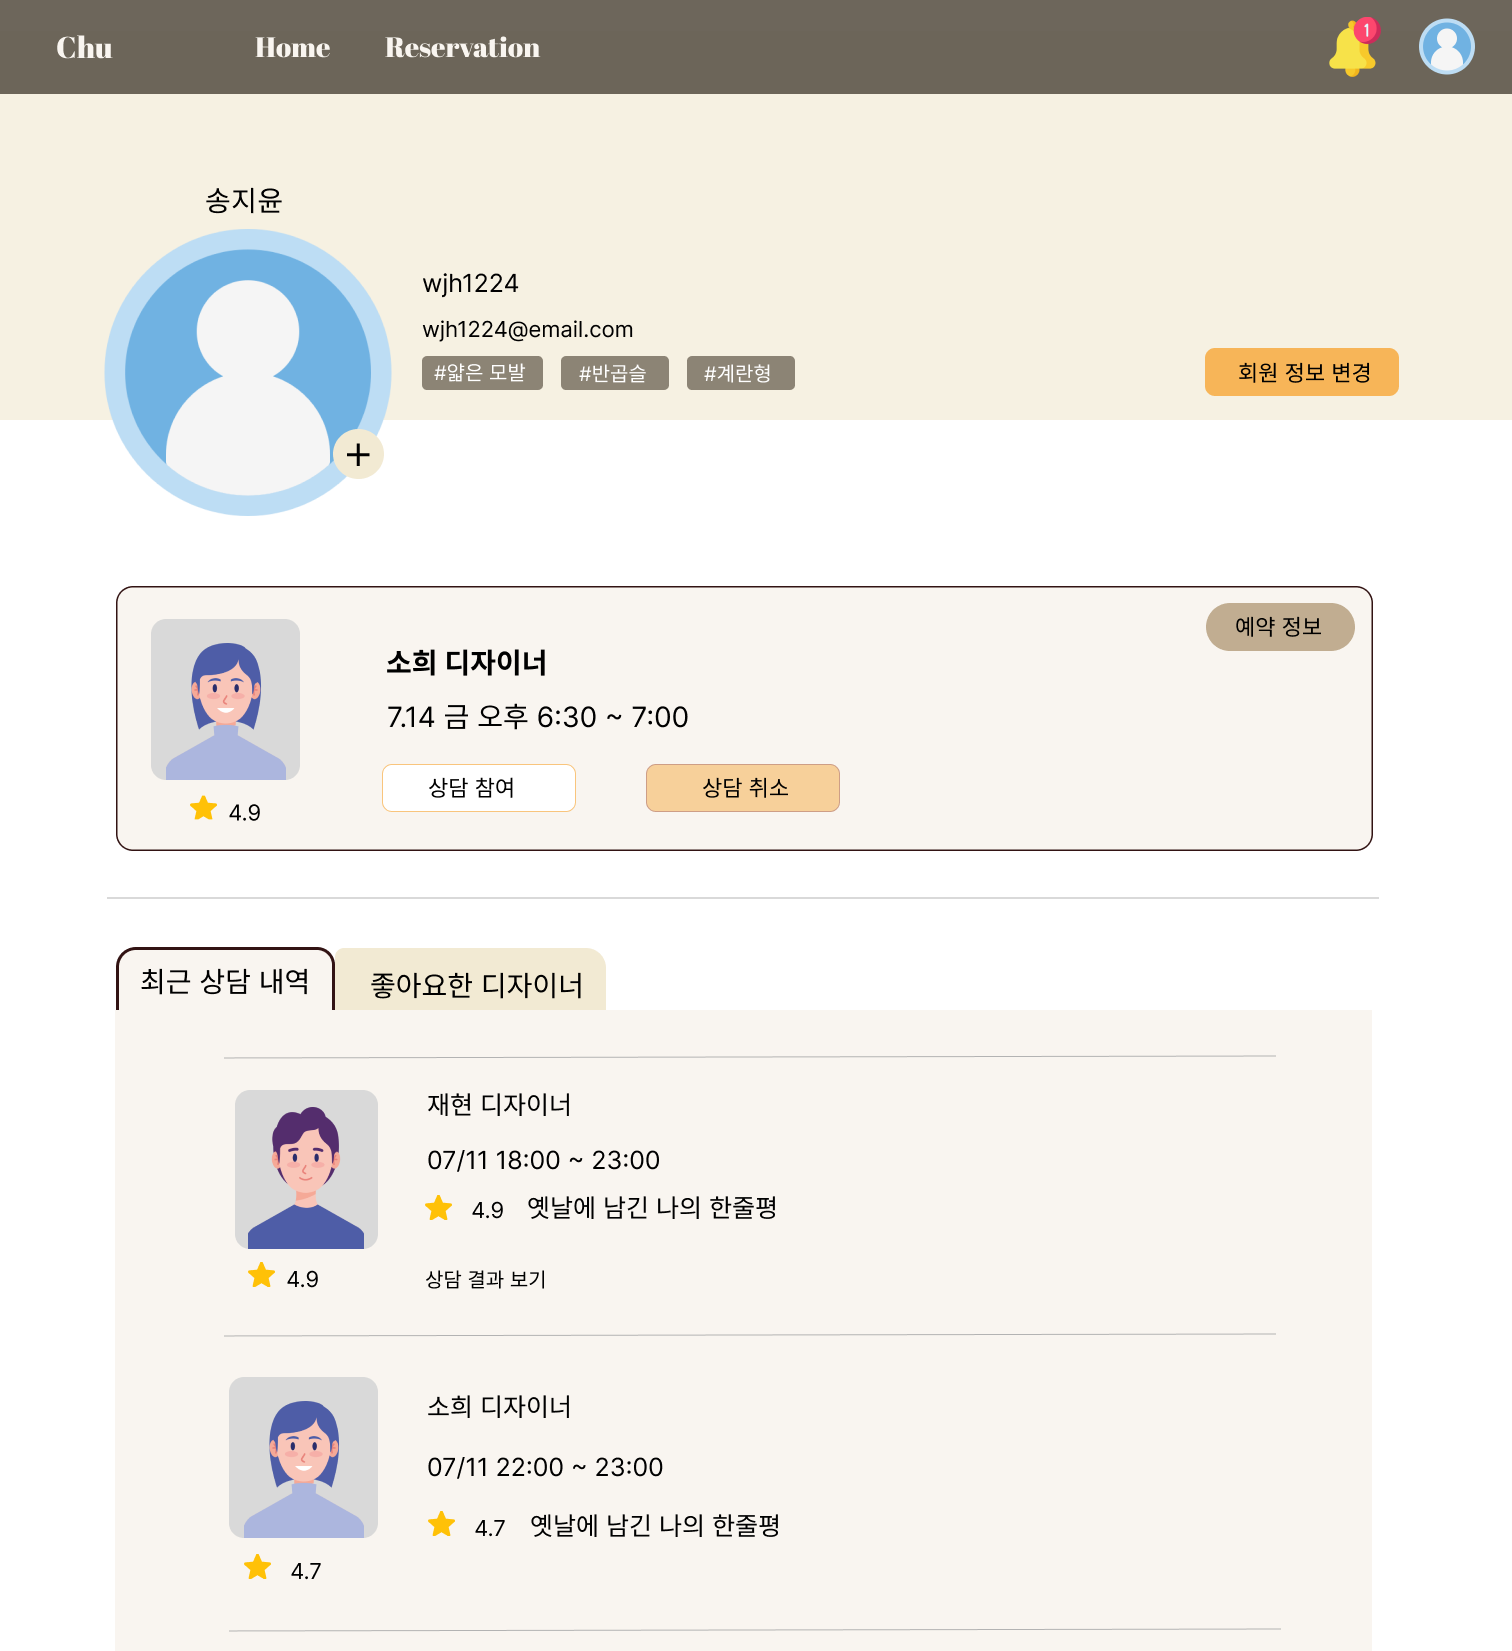 Chu Home Reservation 1
송지윤
wjh1224
wjh1224@email.com
#얇은 모발 #반곱슬 #계란형
회원 정보 변경
+
예약 정보
소희 디자이너
7.14 금 오후 6:30 ~ 7:00
상담 참여 상담 취소
4.9
최근 상담 내역 좋아요한 디자이너
재현 디자이너
07/11 18:00 ~ 23:00
4.9 옛날에 남긴 나의 한줄평
4.9 상담 결과 보기
소희 디자이너
07/11 22:00 ~ 23:00
4.7 옛날에 남긴 나의 한줄평
4.7